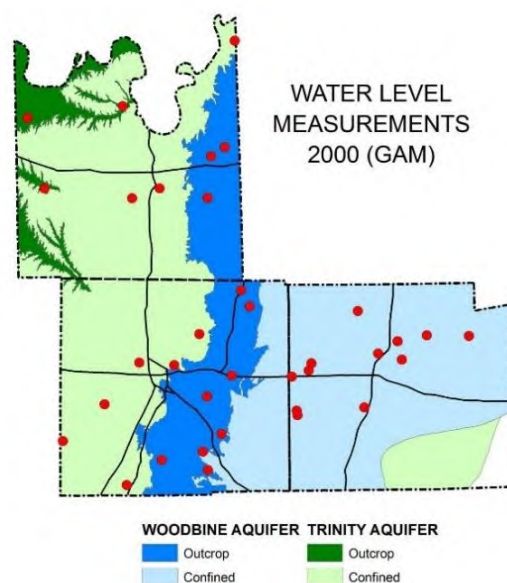 WATER LEVEL
MEASUREMENTS
2000 (GAM)
WOODBINE AQUIFER TRINITY AQUIFER
Outcrop Outcrop
Confined Confined